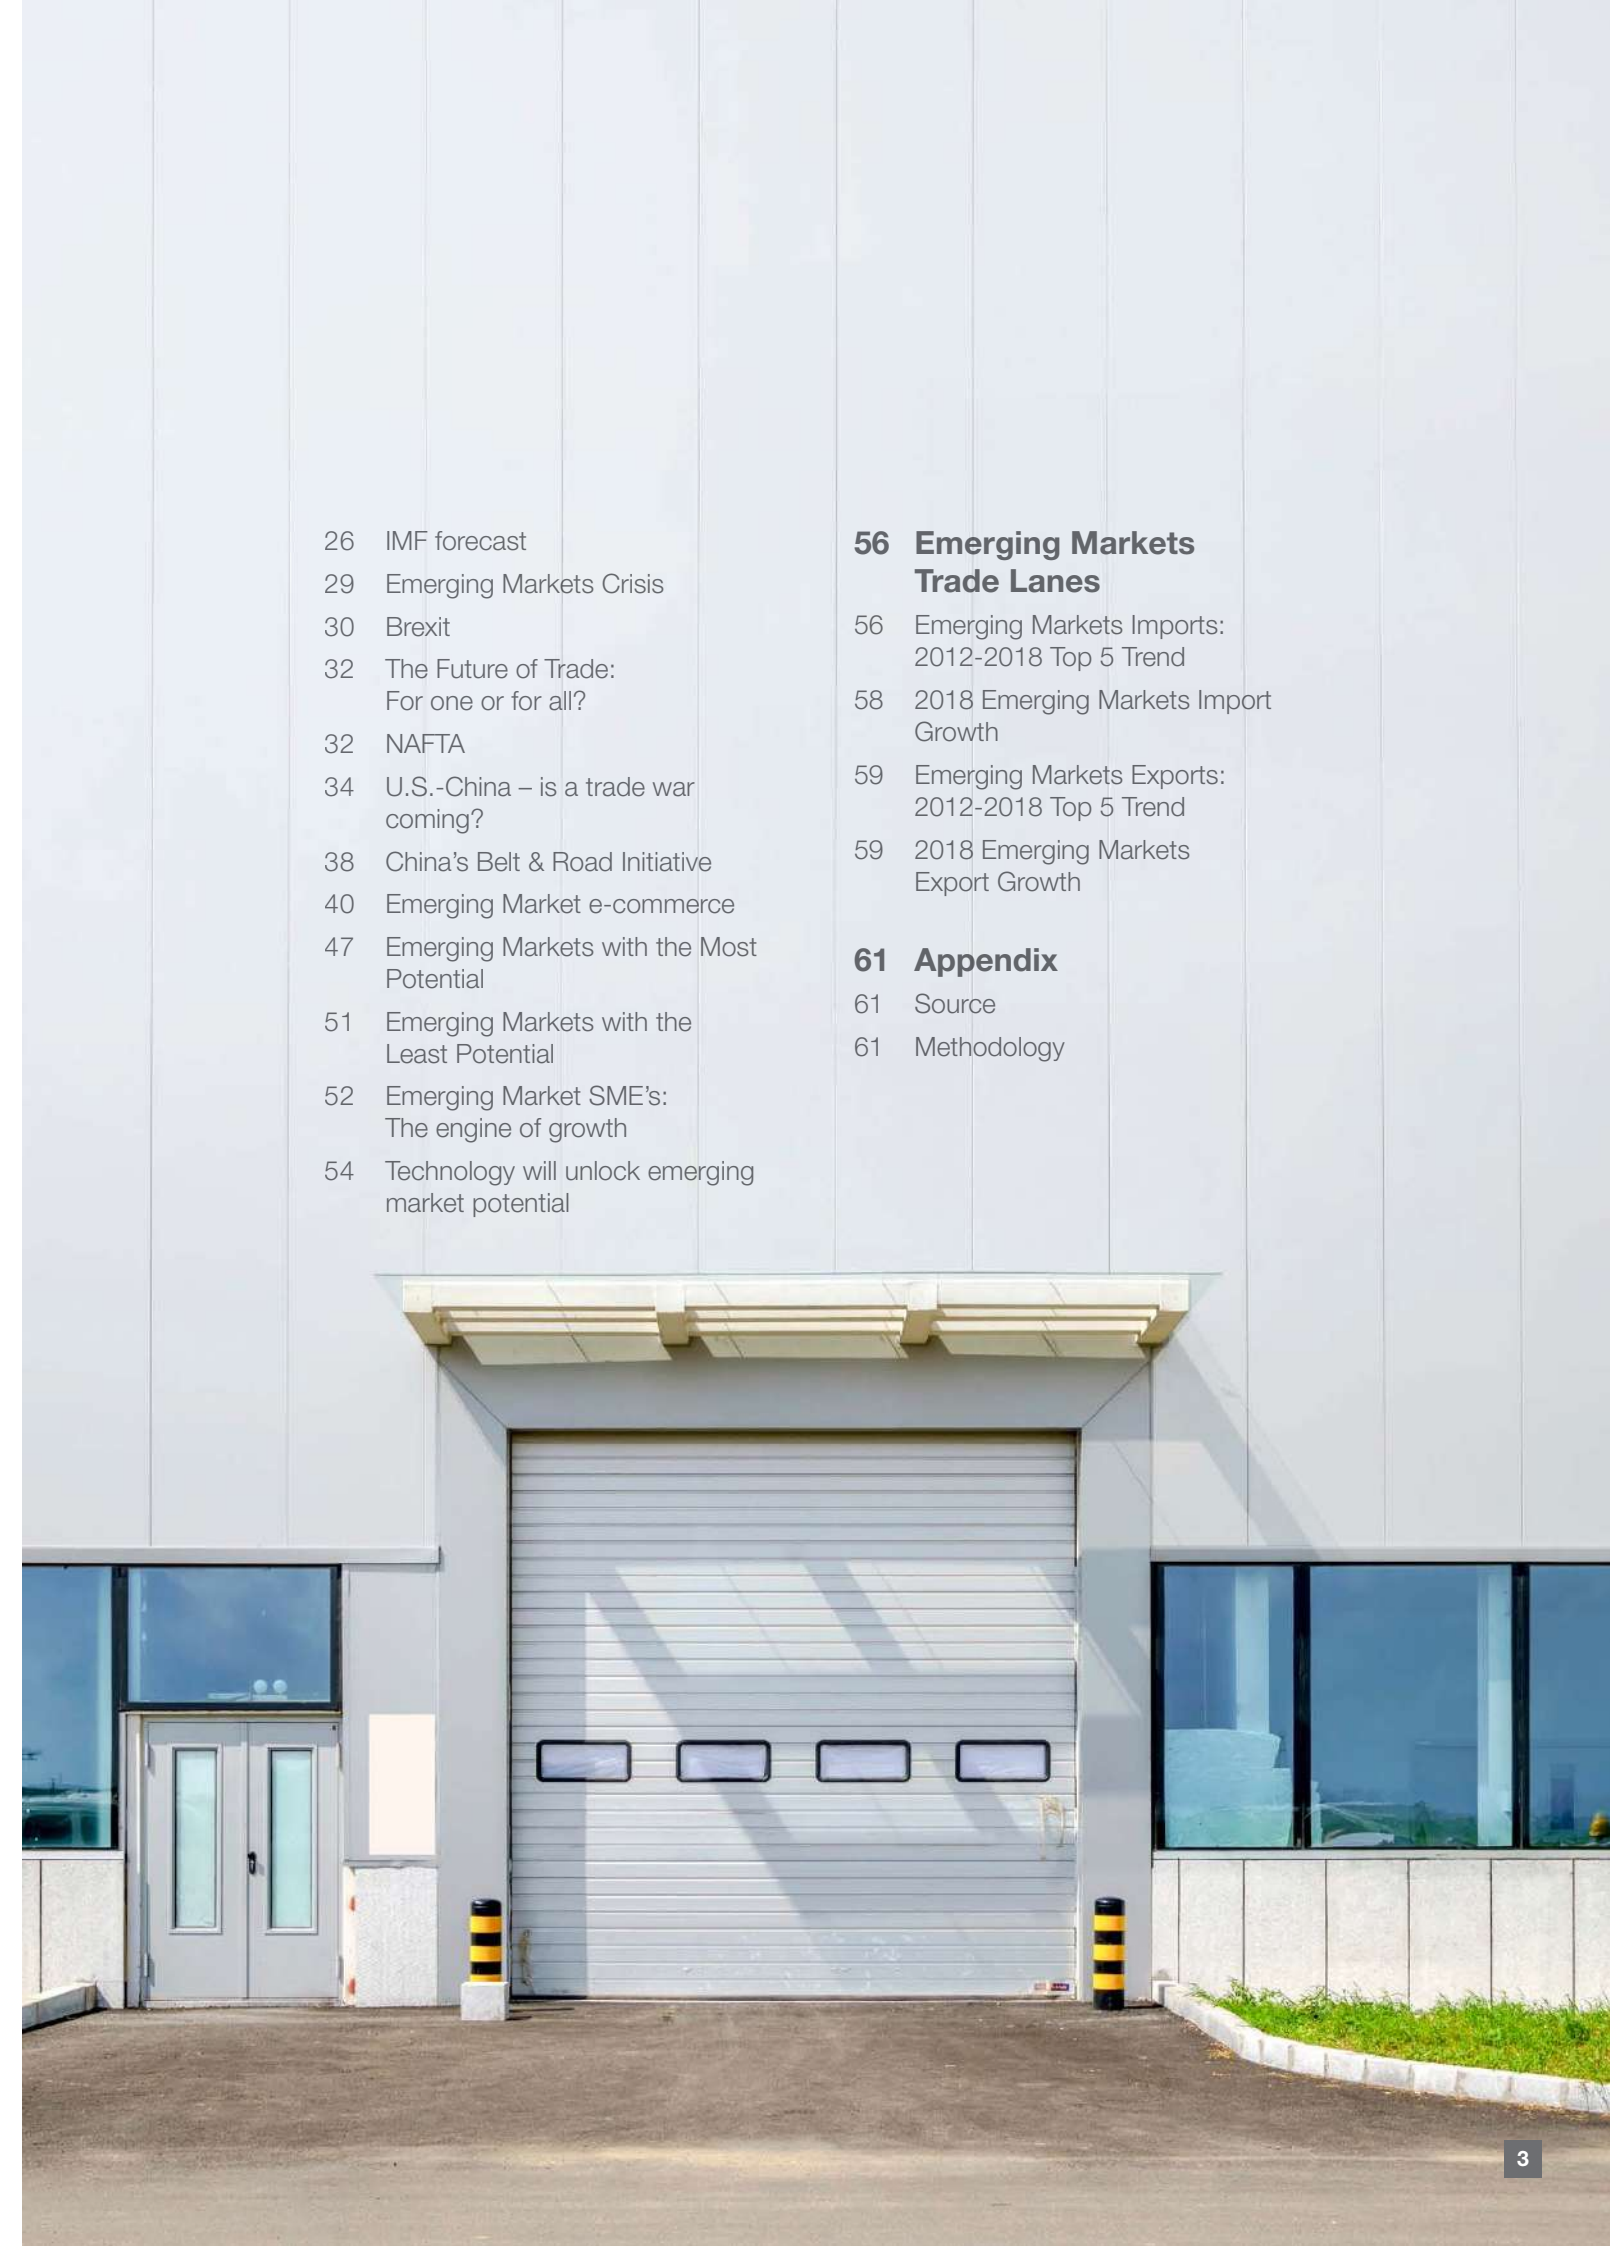 26 IMF forecast
29 Emerging Markets Crisis
30 Brexit
32 The Future of Trade:
For one or for all?
32 NAFTA
34 U.S.-China – is a trade war
coming?
38 China’s Belt & Road Initiative
40 Emerging Market e-commerce
47 Emerging Markets with the Most
Potential
51 Emerging Markets with the
Least Potential
52 Emerging Market SME’s:
The engine of growth
54 Technology will unlock emerging
market potential
56 Emerging Markets
Trade Lanes
56 Emerging Markets Imports:
2012-2018 Top 5 Trend
58 2018 Emerging Markets Import
Growth
59 Emerging Markets Exports:
2012-2018 Top 5 Trend
59 2018 Emerging Markets
Export Growth
61 Appendix
61 Source
61 Methodology
3